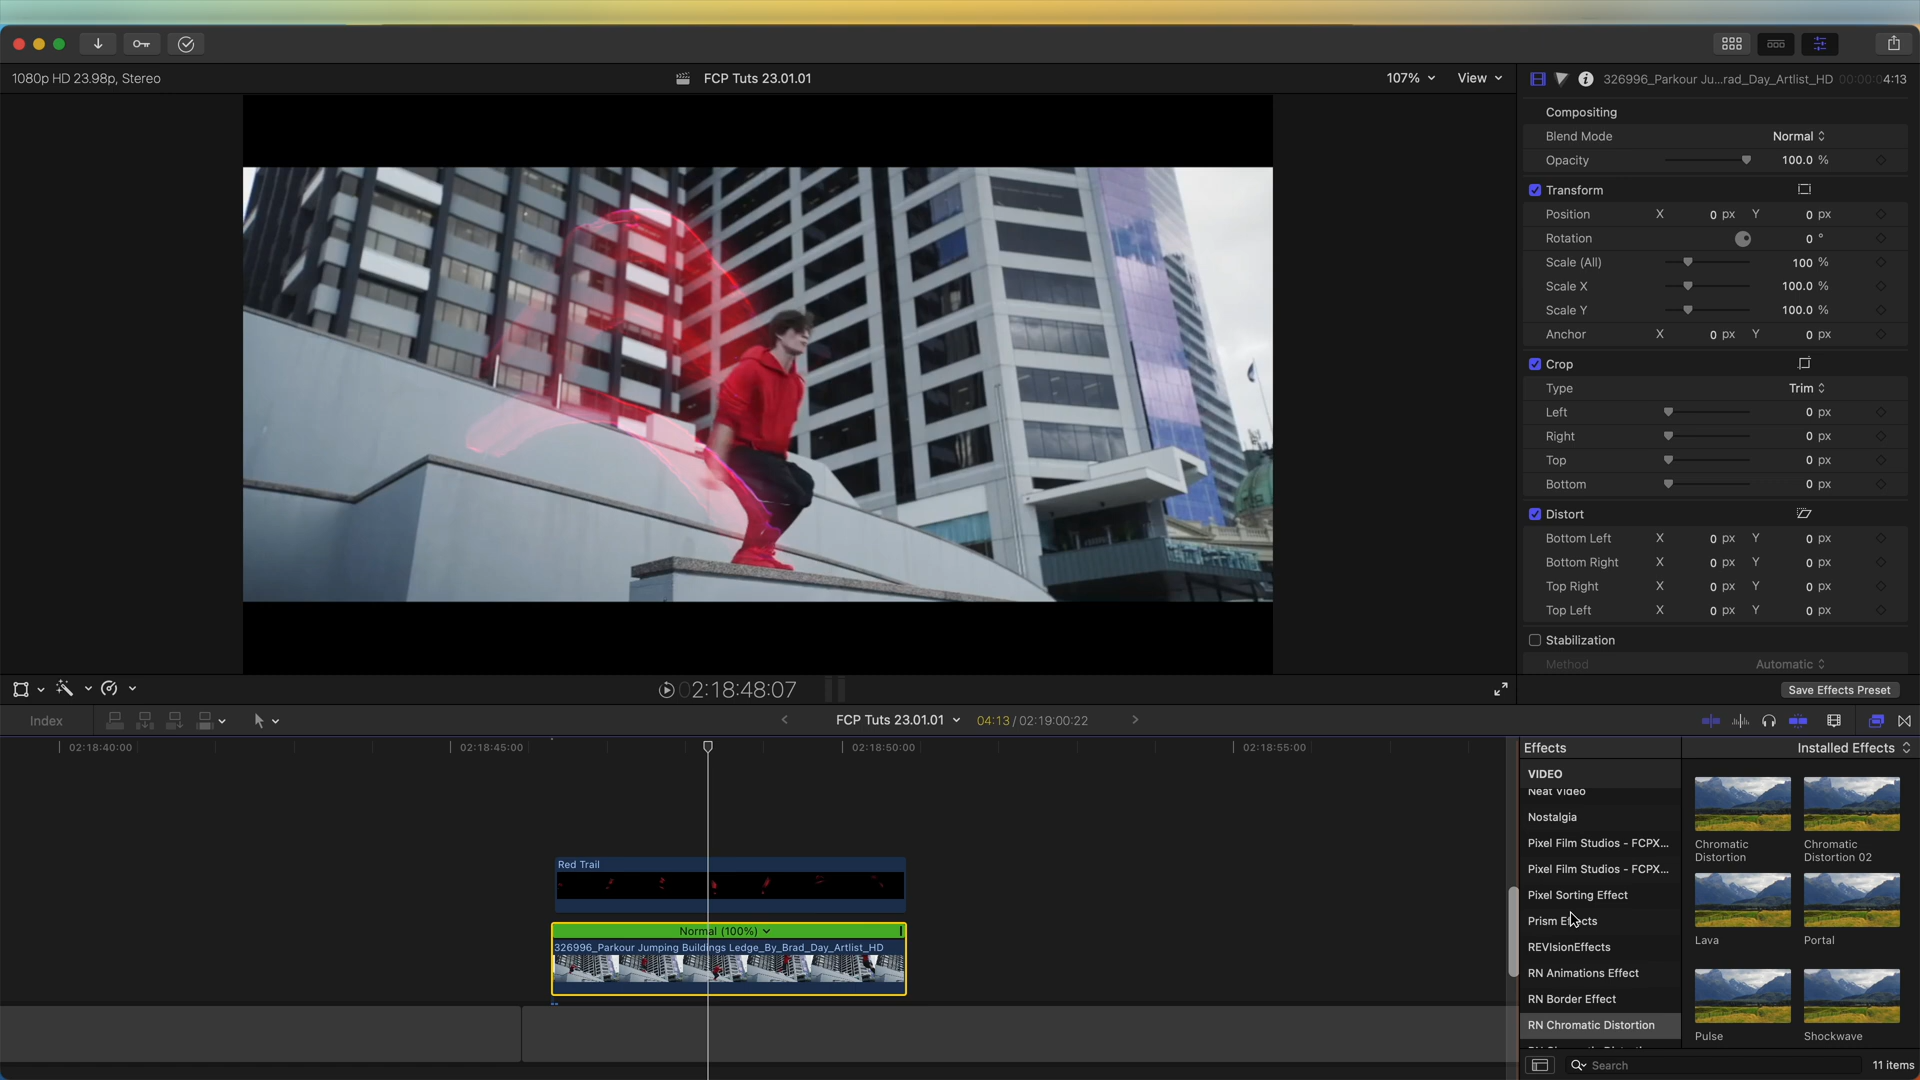 1080p HD 23.98p, Stereo
FCP Tuts 23.01.01
107%
View
326996_Parkour Ju...rad_Day_Artlist_HD
00:00:04:13
Compositing
Blend Mode
Normal
Opacity
100.0 %
Transform
Position X 0 px Y 0 px
Rotation 0 °
Scale (All) 100 %
Scale X 100.0 %
Scale Y 100.0 %
Anchor X 0 px Y 0 px
Crop
Type Trim
Left 0 px
Right 0 px
Top 0 px
Bottom 0 px
Distort
Bottom Left X 0 px Y 0 px
Bottom Right X 0 px Y 0 px
Top Right X 0 px Y 0 px
Top Left X 0 px Y 0 px
Stabilization
Method Automatic
02:18:48:07
Save Effects Preset
Index
FCP Tuts 23.01.01
04:13 / 02:19:00:22
02:18:40:00
02:18:45:00
02:18:50:00
02:18:55:00
Red Trail
Normal (100%)
326996_Parkour Jumping Buildings Ledge_By_Brad_Day_Artlist_HD
Effects
Installed Effects
VIDEO
Neat Video
Nostalgia
Pixel Film Studios - FCPX...
Pixel Film Studios - FCPX...
Pixel Sorting Effect
Prism Effects
REVIsionEffects
RN Animations Effect
RN Border Effect
RN Chromatic Distortion
Chromatic
Distortion
Chromatic
Distortion 02
Lava
Portal
Pulse
Shockwave
Search
11 items